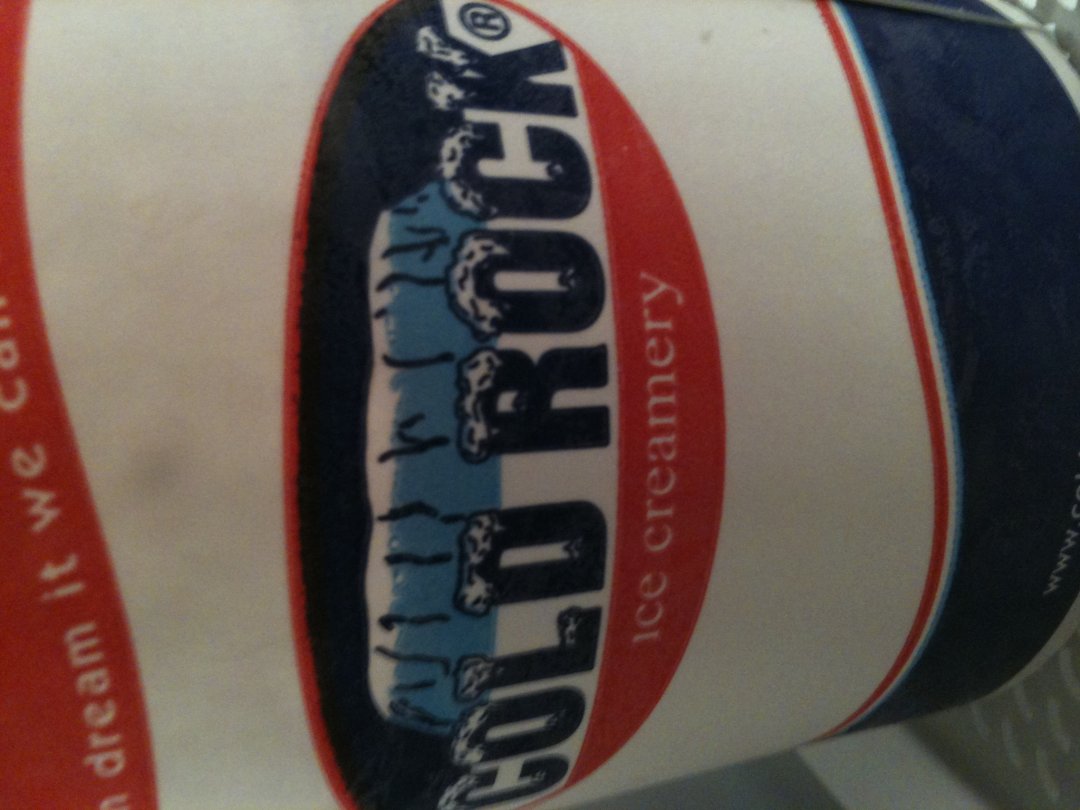 COLD ROCK®
ice creamery
dream it we can